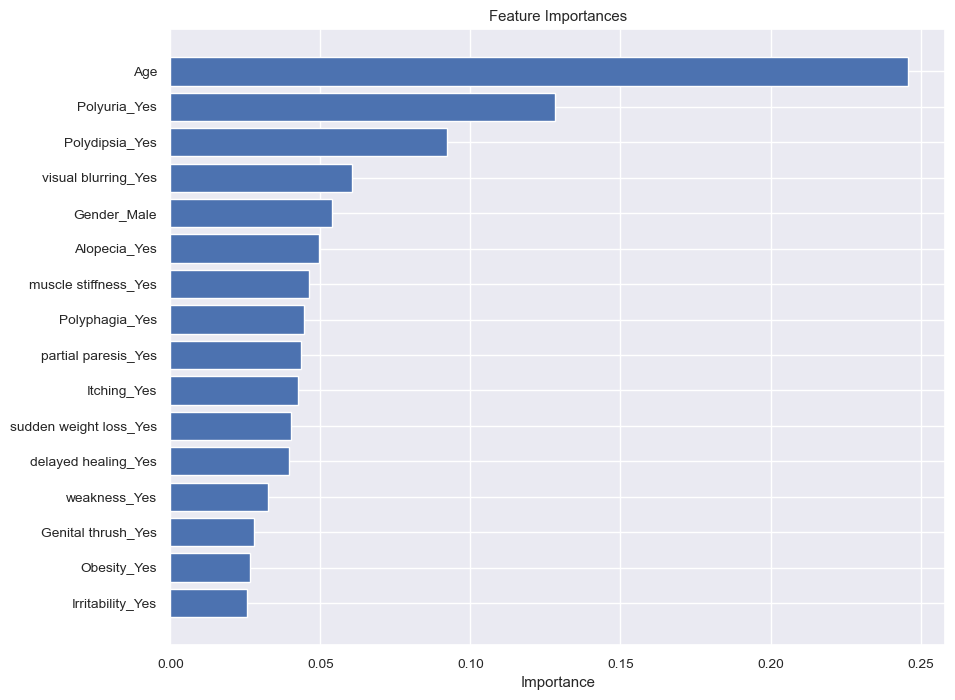 Feature Importances
Age
Polyuria_Yes
Polydipsia_Yes
visual blurring_Yes
Gender_Male
Alopecia_Yes
muscle stiffness_Yes
Polyphagia_Yes
partial paresis_Yes
Itching_Yes
sudden weight loss_Yes
delayed healing_Yes
weakness_Yes
Genital thrush_Yes
Obesity_Yes
Irritability_Yes
0.00 0.05 0.10 0.15 0.20 0.25
Importance